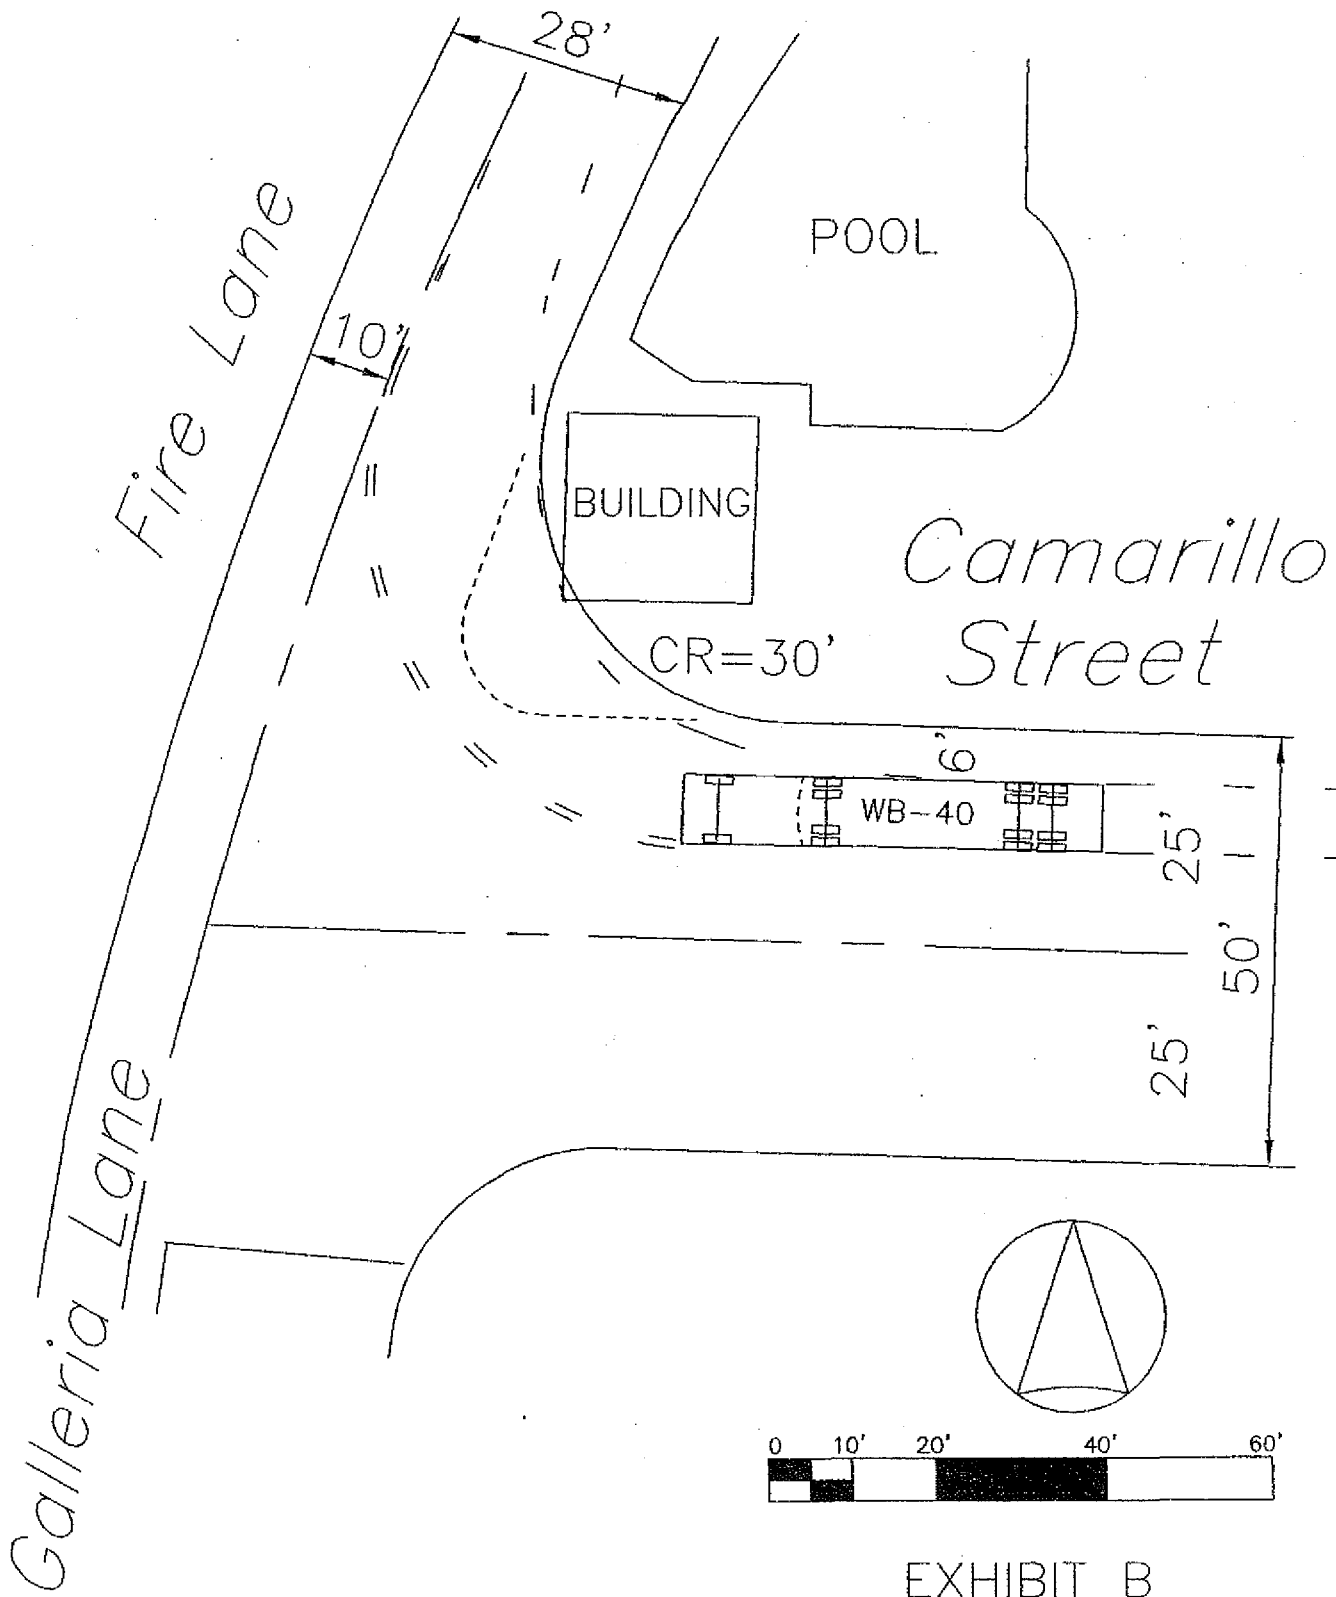 28'
POOL
Fire Lane
10'
BUILDING
Camarillo
Street
CR=30'
6'
WB-40
25'
50'
25'
Galleria Lane
0 10' 20' 40' 60'
EXHIBIT B